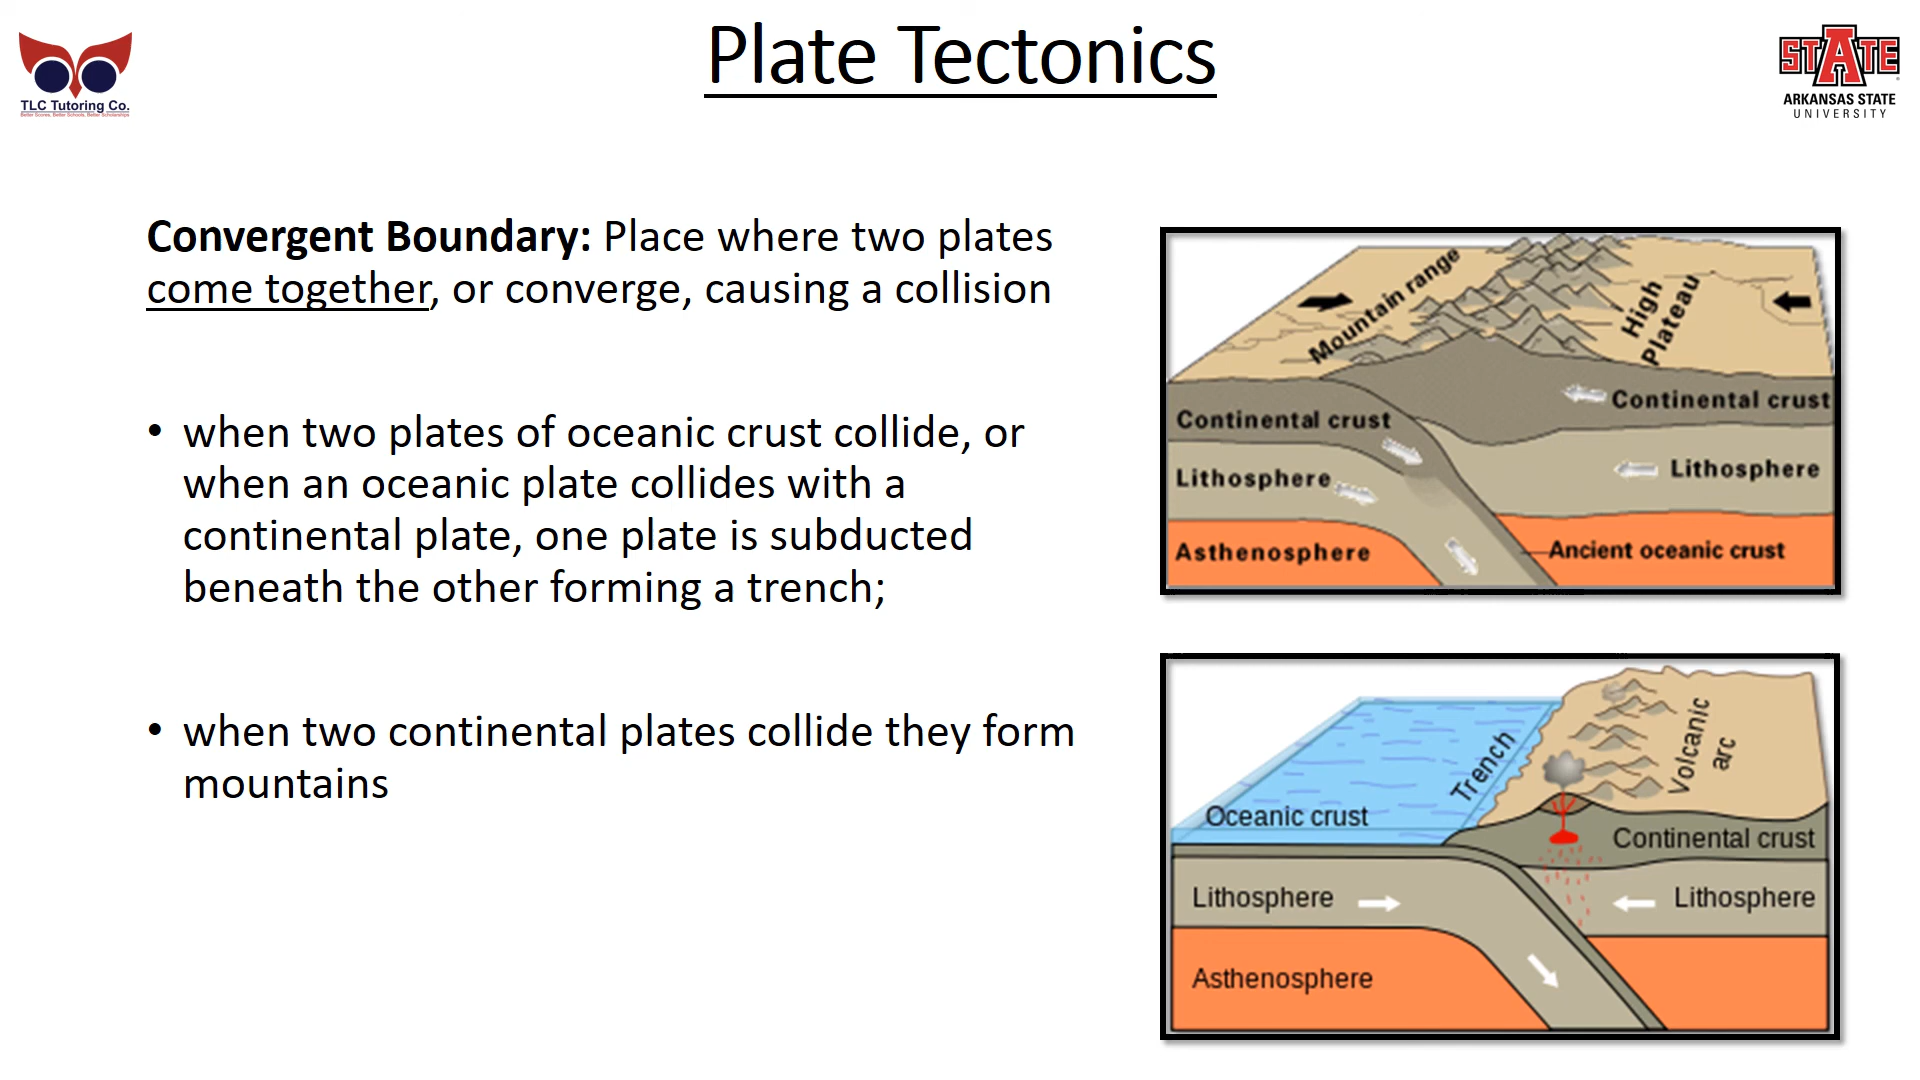 Plate Tectonics
TLC Tutoring Co.
Better Scores, Better Schools, Better Scholarships
STATE
ARKANSAS STATE
UNIVERSITY
Convergent Boundary: Place where two plates
come together, or converge, causing a collision
• when two plates of oceanic crust collide, or
when an oceanic plate collides with a
continental plate, one plate is subducted
beneath the other forming a trench;
• when two continental plates collide they form
mountains
Mountain range
High
Plateau
Continental crust
Continental crust
Lithosphere
Lithosphere
Asthenosphere
Ancient oceanic crust
Trench
Volcanic
arc
Oceanic crust
Continental crust
Lithosphere
Lithosphere
Asthenosphere